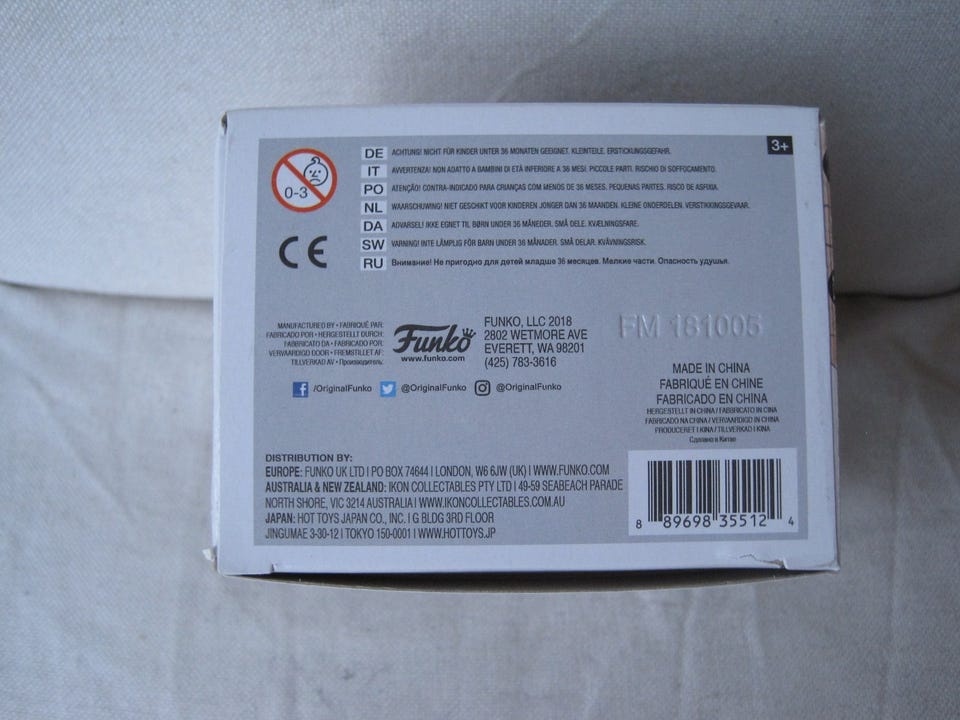 3+
0-3
DE ACHTUNG! NICHT FÜR KINDER UNTER 36 MONATEN GEEIGNET. KLEINTEILE. ERSTICKUNGSGEFAHR.
IT AVVERTENZA! NON ADATTO A BAMBINI DI ETÀ INFERIORE A 36 MESI. PICCOLE PARTI. RISCHIO DI SOFFOCAMENTO.
PO ATENÇÃO! CONTRA-INDICADO PARA CRIANÇAS COM MENOS DE 36 MESES. PEQUENAS PARTES. RISCO DE ASFIXIA.
NL WAARSCHUWING! NIET GESCHIKT VOOR KINDEREN JONGER DAN 36 MAANDEN. KLEINE ONDERDELEN. VERSTIKKINGSGEVAAR.
DA ADVARSEL! IKKE EGNET TIL BØRN UNDER 36 MÅNEDER. SMÅ DELE. KVÆLNINGSFARE.
SW VARNING! INTE LÄMPLIG FÖR BARN UNDER 36 MÅNADER. SMÅ DELAR. KVÄVNINGSRISK.
RU Внимание! Не пригодно для детей младше 36 месяцев. Мелкие части. Опасность удушья.
CE
MANUFACTURED BY • FABRIQUÉ PAR:
FABRICADO POR • HERGESTELLT DURCH:
FABBRICATO DA • FABRICADO POR:
VERVAARDIGD DOOR • FREMSTILLET AF:
TILLVERKAD AV • Производитель:
Funko
www.funko.com
FUNKO, LLC 2018
2802 WETMORE AVE
EVERETT, WA 98201
(425) 783-3616
FM 181005
f /OriginalFunko @OriginalFunko @OriginalFunko
MADE IN CHINA
FABRIQUÉ EN CHINE
FABRICADO EN CHINA
HERGESTELLT IN CHINA / FABBRICATO IN CINA
FABRICADO NA CHINA / VERVAARDIGD IN CHINA
PRODUCERET I KINA / TILLVERKAD I KINA
Сделано в Китае
DISTRIBUTION BY:
EUROPE: FUNKO UK LTD | PO BOX 74644 | LONDON, W6 6JW (UK) | WWW.FUNKO.COM
AUSTRALIA & NEW ZEALAND: IKON COLLECTABLES PTY LTD | 49-59 SEABEACH PARADE
NORTH SHORE, VIC 3214 AUSTRALIA | WWW.IKONCOLLECTABLES.COM.AU
JAPAN: HOT TOYS JAPAN CO., INC. | G BLDG 3RD FLOOR
JINGUMAE 3-30-12 | TOKYO 150-0001 | WWW.HOTTOYS.JP
8 89698 35512 4